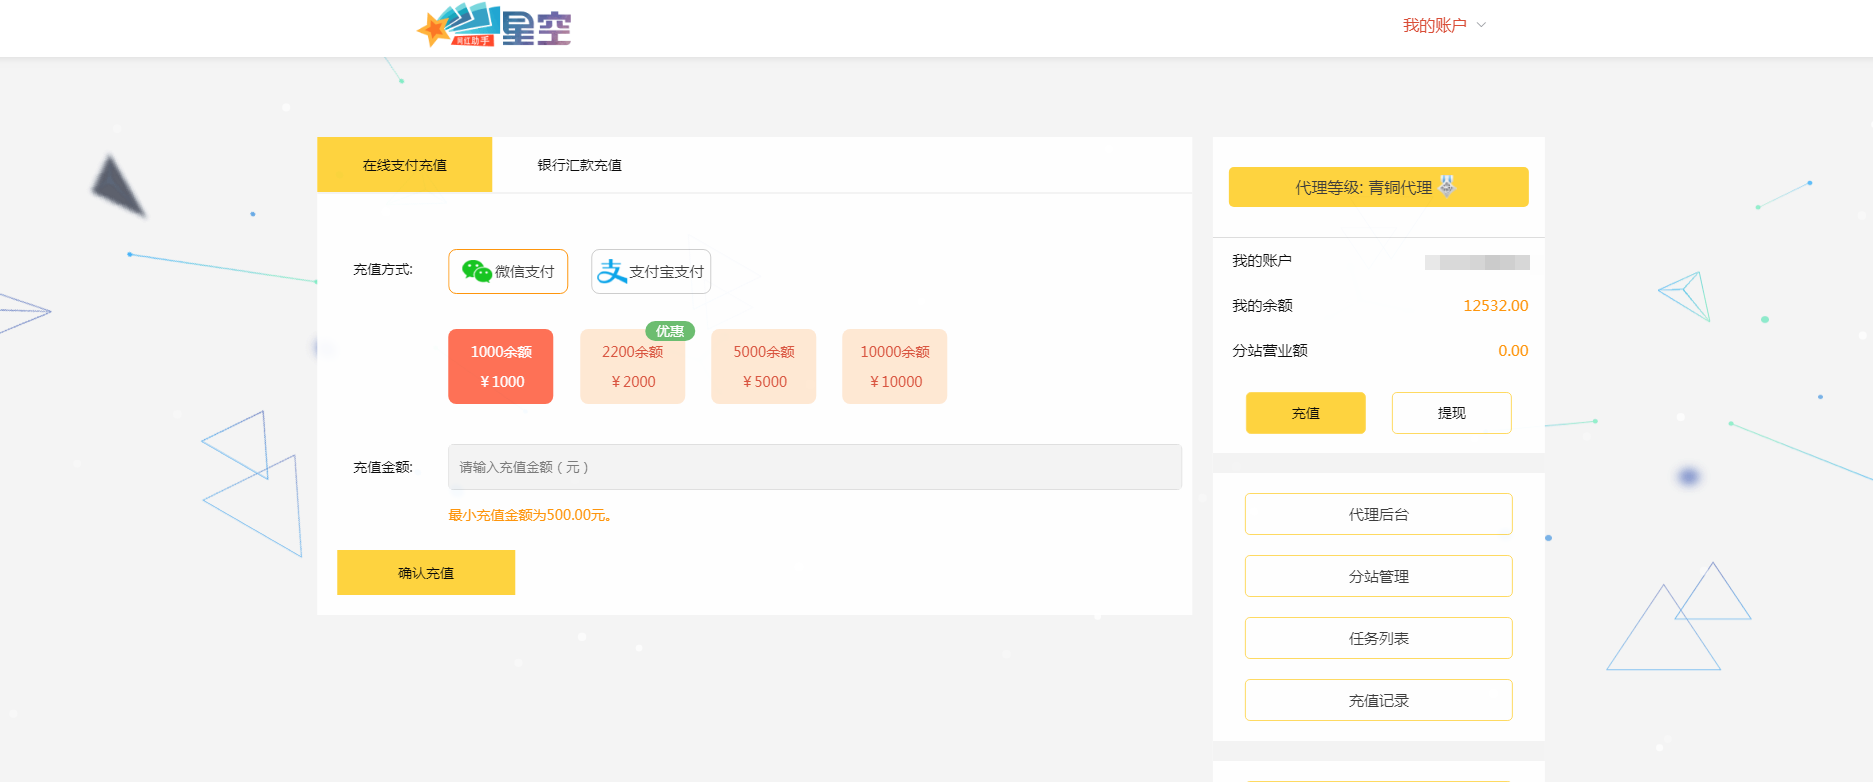 网红助手 星空
我的账户
在线支付充值
银行汇款充值
充值方式:
微信支付
支付宝支付
优惠
1000余额
¥1000
2200余额
¥2000
5000余额
¥5000
10000余额
¥10000
充值金额:
请输入充值金额（元）
最小充值金额为500.00元。
确认充值
代理等级: 青铜代理
我的账户
我的余额
12532.00
分站营业额
0.00
充值
提现
代理后台
分站管理
任务列表
充值记录